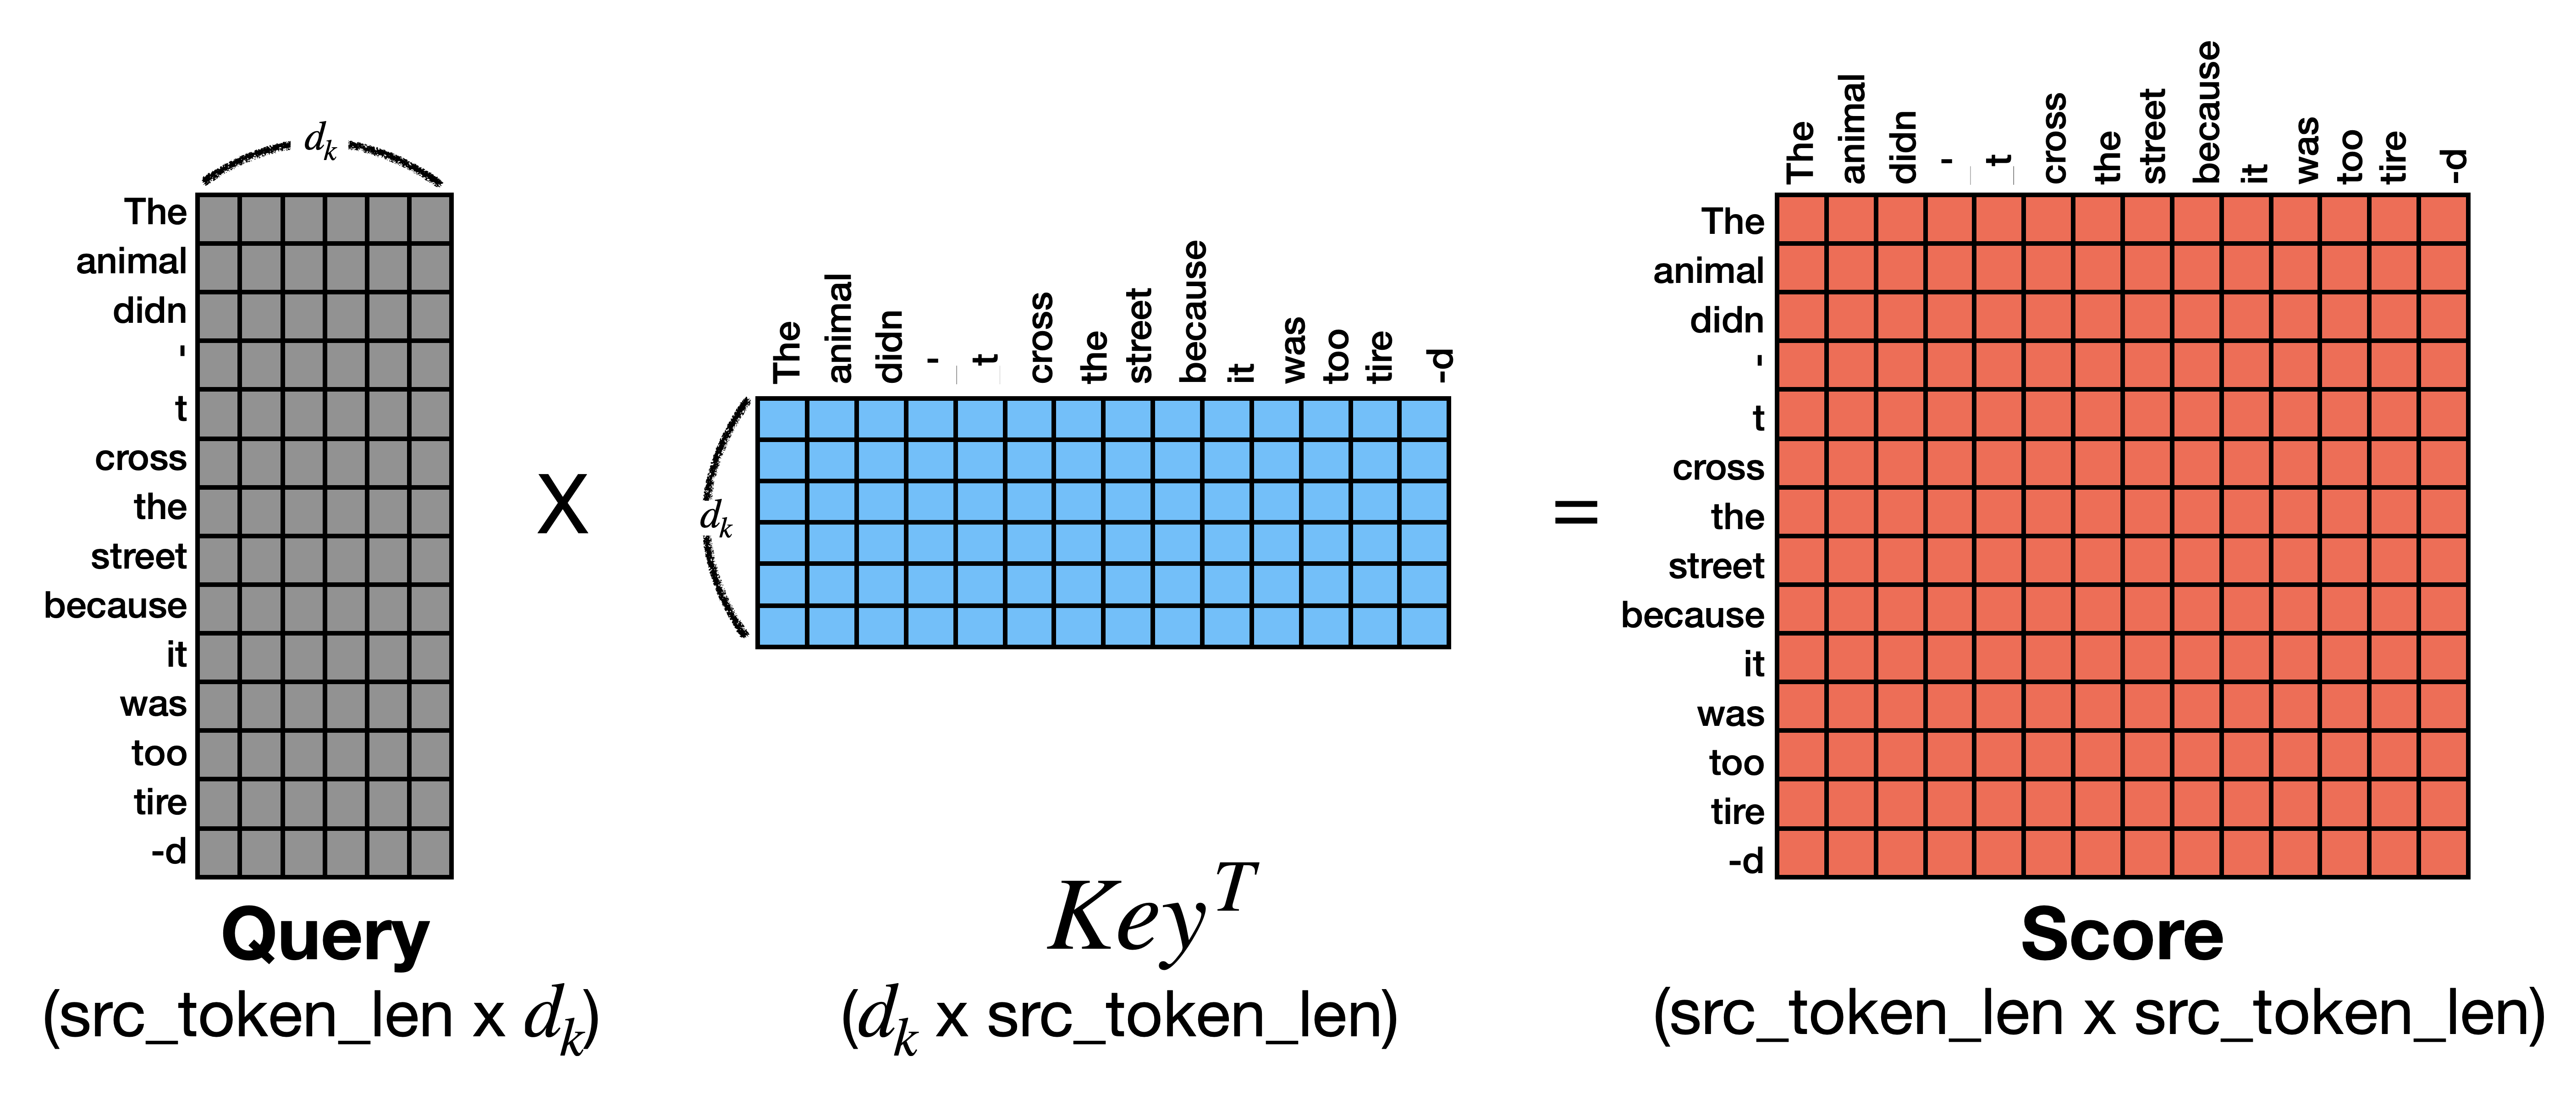 d_k
The
animal
didn
'
t
cross
the
street
because
it
was
too
tire
-d
Query
(src_token_len x d_k)
X
The animal didn ' t cross the street because it was too tire -d
d_k
Key^T
(d_k x src_token_len)
=
The animal didn ' t cross the street because it was too tire -d
The
animal
didn
'
t
cross
the
street
because
it
was
too
tire
-d
Score
(src_token_len x src_token_len)